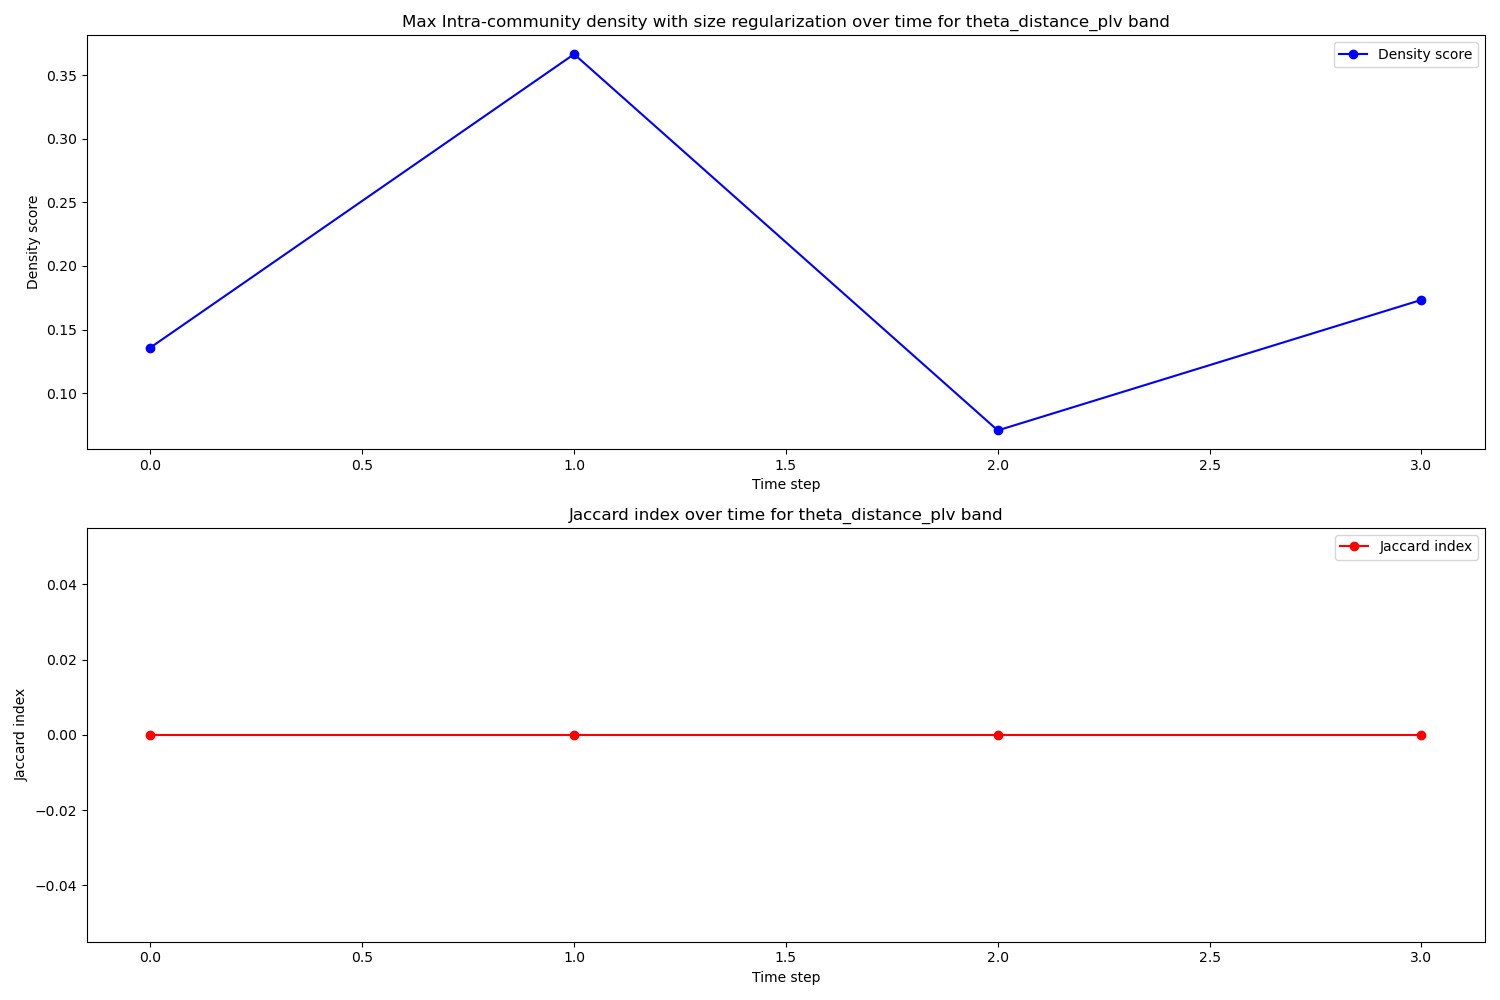 Max Intra-community density with size regularization over time for theta_distance_plv band
Density score
0.35
0.30
0.25
0.20
0.15
0.10
Density score
0.0 0.5 1.0 1.5 2.0 2.5 3.0
Time step
Jaccard index over time for theta_distance_plv band
Jaccard index
0.04
0.02
0.00
−0.02
−0.04
Jaccard index
0.0 0.5 1.0 1.5 2.0 2.5 3.0
Time step